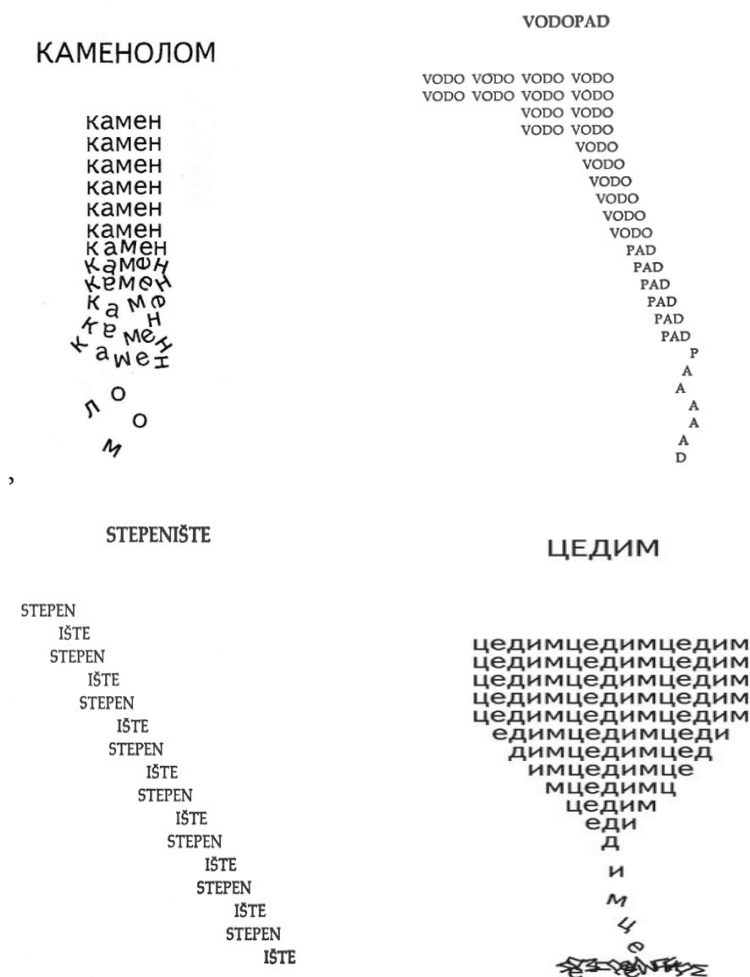 КАМЕНОЛОМ
камен
камен
камен
камен
камен
камен
камен
камен
камен
камен
камен
камен
л о
о
м
,
VODOPAD
VODO VODO VODO VODO
VODO VODO VODO VODO
VODO VODO
VODO VODO
VODO
VODO
VODO
VODO
VODO
VODO
PAD
PAD
PAD
PAD
PAD
PAD
P
A
A
A
A
A
D
STEPENIŠTE
STEPEN
IŠTE
STEPEN
IŠTE
STEPEN
IŠTE
STEPEN
IŠTE
STEPEN
IŠTE
STEPEN
IŠTE
STEPEN
IŠTE
STEPEN
IŠTE
ЦЕДИМ
цедимцедимцедим
цедимцедимцедим
цедимцедимцедим
цедимцедимцедим
цедимцедимцедим
едимцедимцеди
димцедимцед
имцедимце
мцедимц
цедим
еди
д
и
м
ц
е